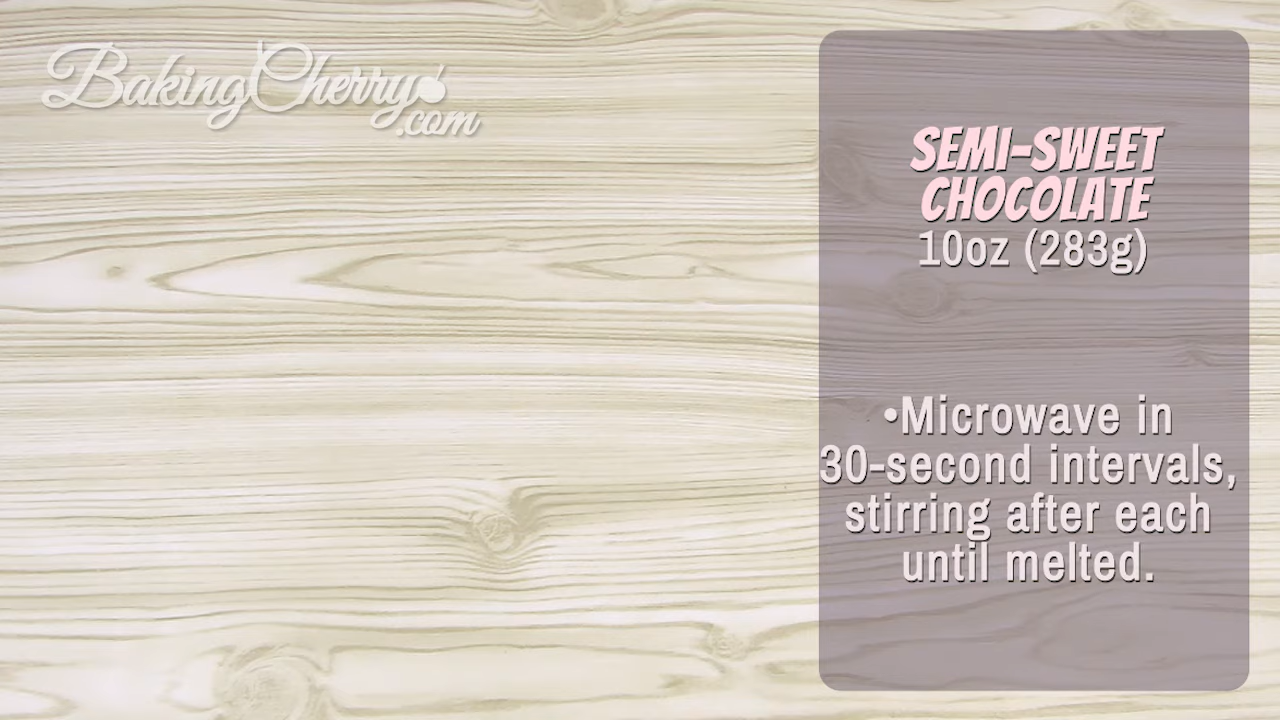 BakingCherry
.com
SEMI-SWEET
CHOCOLATE
10oz (283g)
•Microwave in
30-second intervals,
stirring after each
until melted.